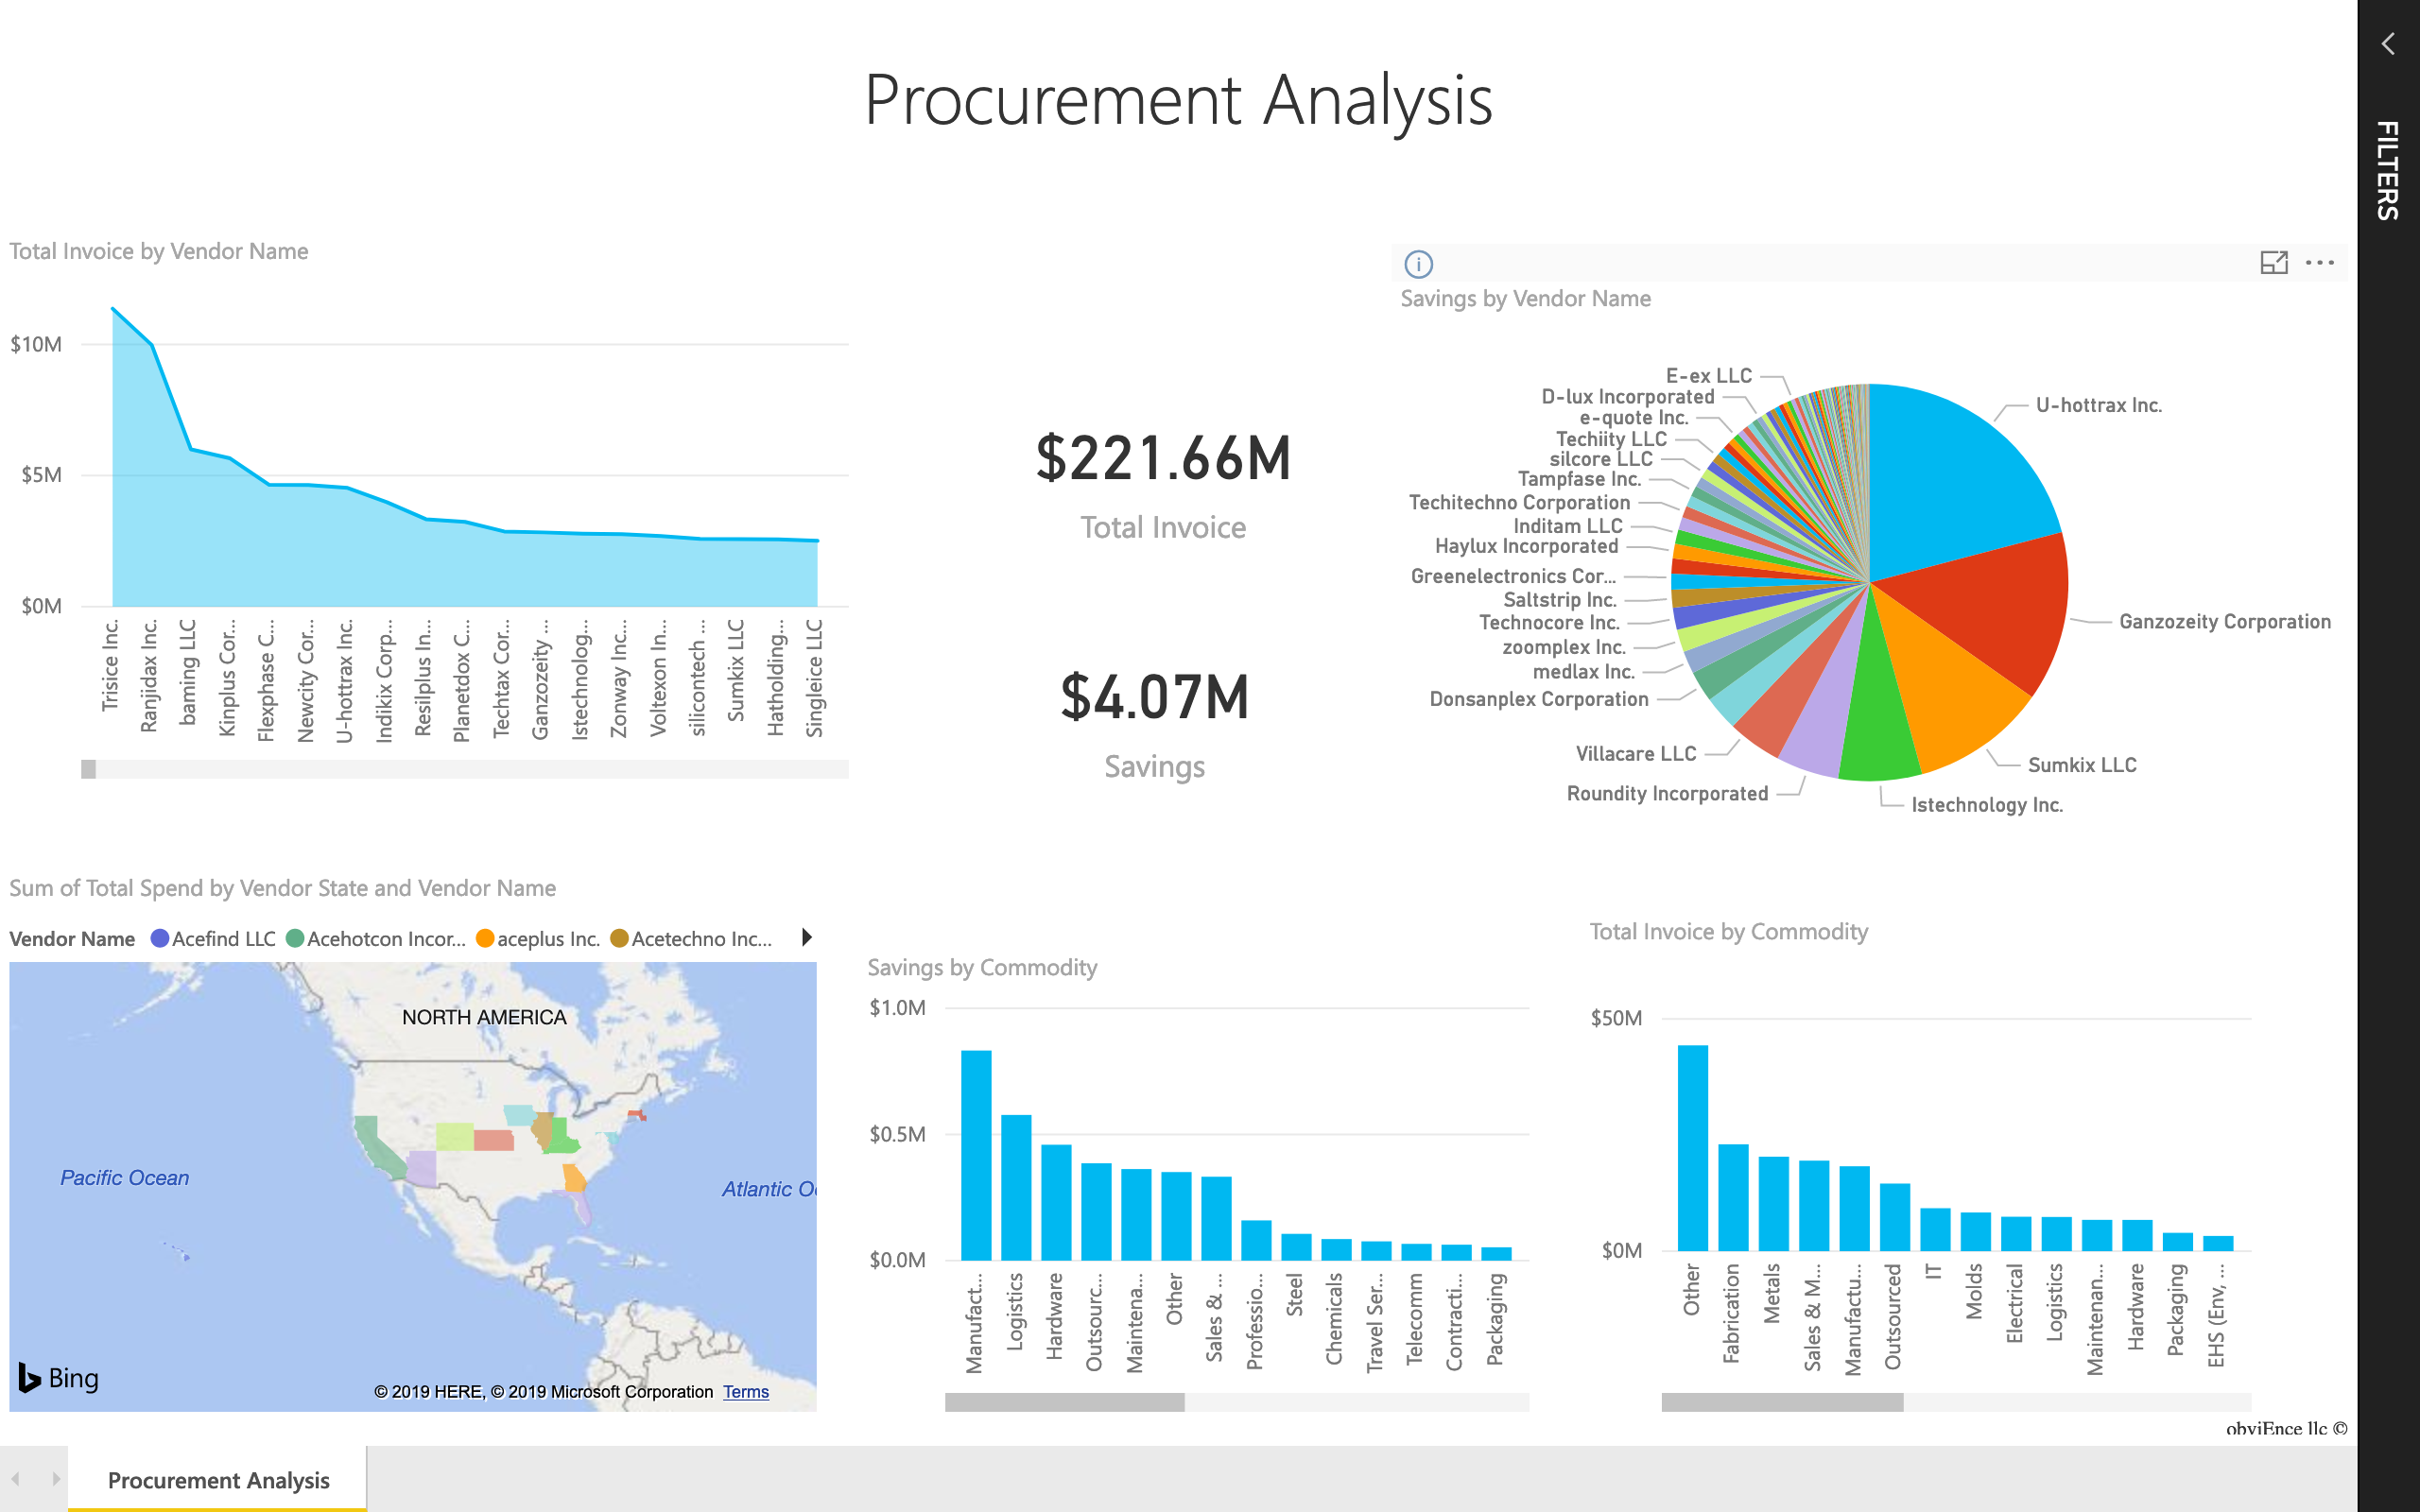 Procurement Analysis
FILTERS
Total Invoice by Vendor Name
$10M
$5M
$0M
Trisice Inc.
Ranjidax Inc.
baming LLC
Kinplus Cor...
Flexphase C...
Newcity Cor...
U-hottrax Inc.
Indikix Corp...
Resilplus In...
Planetdox C...
Techtax Cor...
Ganzozeity ...
Istechnolog...
Zonway Inc...
Voltexon In...
silicontech ...
Sumkix LLC
Hatholding...
Singleice LLC
$221.66M
Total Invoice
$4.07M
Savings
Savings by Vendor Name
E-ex LLC
D-lux Incorporated
e-quote Inc.
Techiity LLC
silcore LLC
Tampfase Inc.
Techitechno Corporation
Inditam LLC
Haylux Incorporated
Greenelectronics Cor...
Saltstrip Inc.
Technocore Inc.
zoomplex Inc.
medlax Inc.
Donsanplex Corporation
Villacare LLC
Roundity Incorporated
U-hottrax Inc.
Ganzozeity Corporation
Sumkix LLC
Istechnology Inc.
Sum of Total Spend by Vendor State and Vendor Name
Vendor Name Acefind LLC Acehotcon Incor... aceplus Inc. Acetechno Inc...
NORTH AMERICA
Pacific Ocean
Atlantic O
Bing
© 2019 HERE, © 2019 Microsoft Corporation Terms
Savings by Commodity
$1.0M
$0.5M
$0.0M
Manufact...
Logistics
Hardware
Outsourc...
Maintena...
Other
Sales & ...
Professio...
Steel
Chemicals
Travel Ser...
Telecomm
Contracti...
Packaging
Total Invoice by Commodity
$50M
$0M
Other
Fabrication
Metals
Sales & M...
Manufactu...
Outsourced
IT
Molds
Electrical
Logistics
Maintenan...
Hardware
Packaging
EHS (Env, ...
obviEnce llc ©
Procurement Analysis